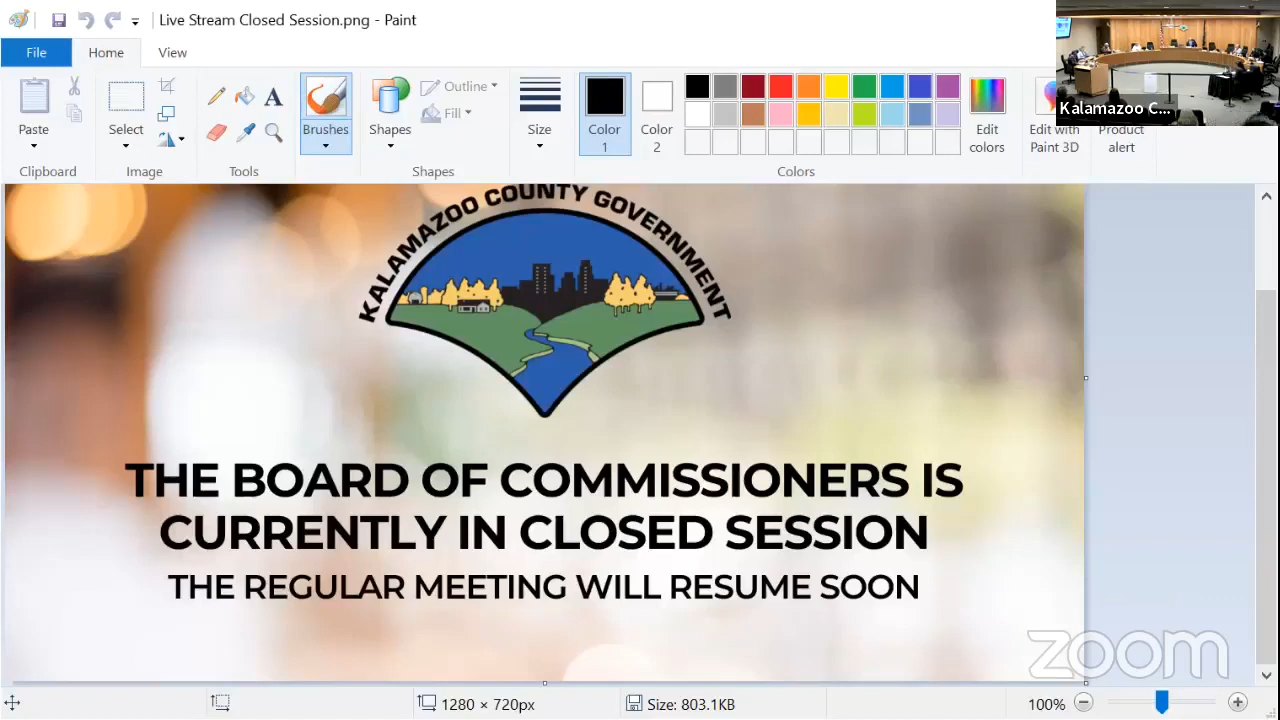 Live Stream Closed Session.png - Paint
File
Home
View
Paste
Select
Brushes
Shapes
Outline
Fill
Size
Color
1
Color
2
Edit
colors
Edit with
Paint 3D
Product
alert
Clipboard
Image
Tools
Shapes
Colors
Kalamazoo C...
KALAMAZOO COUNTY GOVERNMENT
THE BOARD OF COMMISSIONERS IS
CURRENTLY IN CLOSED SESSION
THE REGULAR MEETING WILL RESUME SOON
zoom
1280 × 720px
Size: 803.1KB
100%